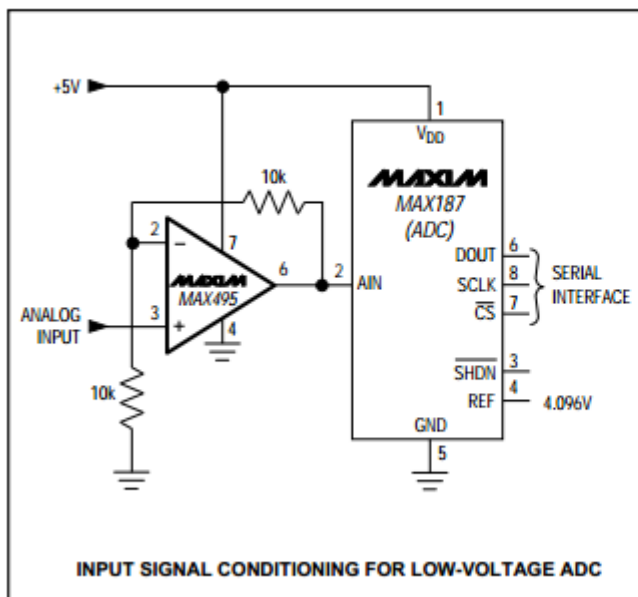 +5V
1
VDD
10k
MAXIM
MAX187
(ADC)
2
7
MAXIM
MAX495
6
2
AIN
DOUT
6
SCLK
8
CS
7
SERIAL
INTERFACE
ANALOG
INPUT
3
4
10k
SHDN
3
REF
4
4.096V
GND
5
INPUT SIGNAL CONDITIONING FOR LOW-VOLTAGE ADC